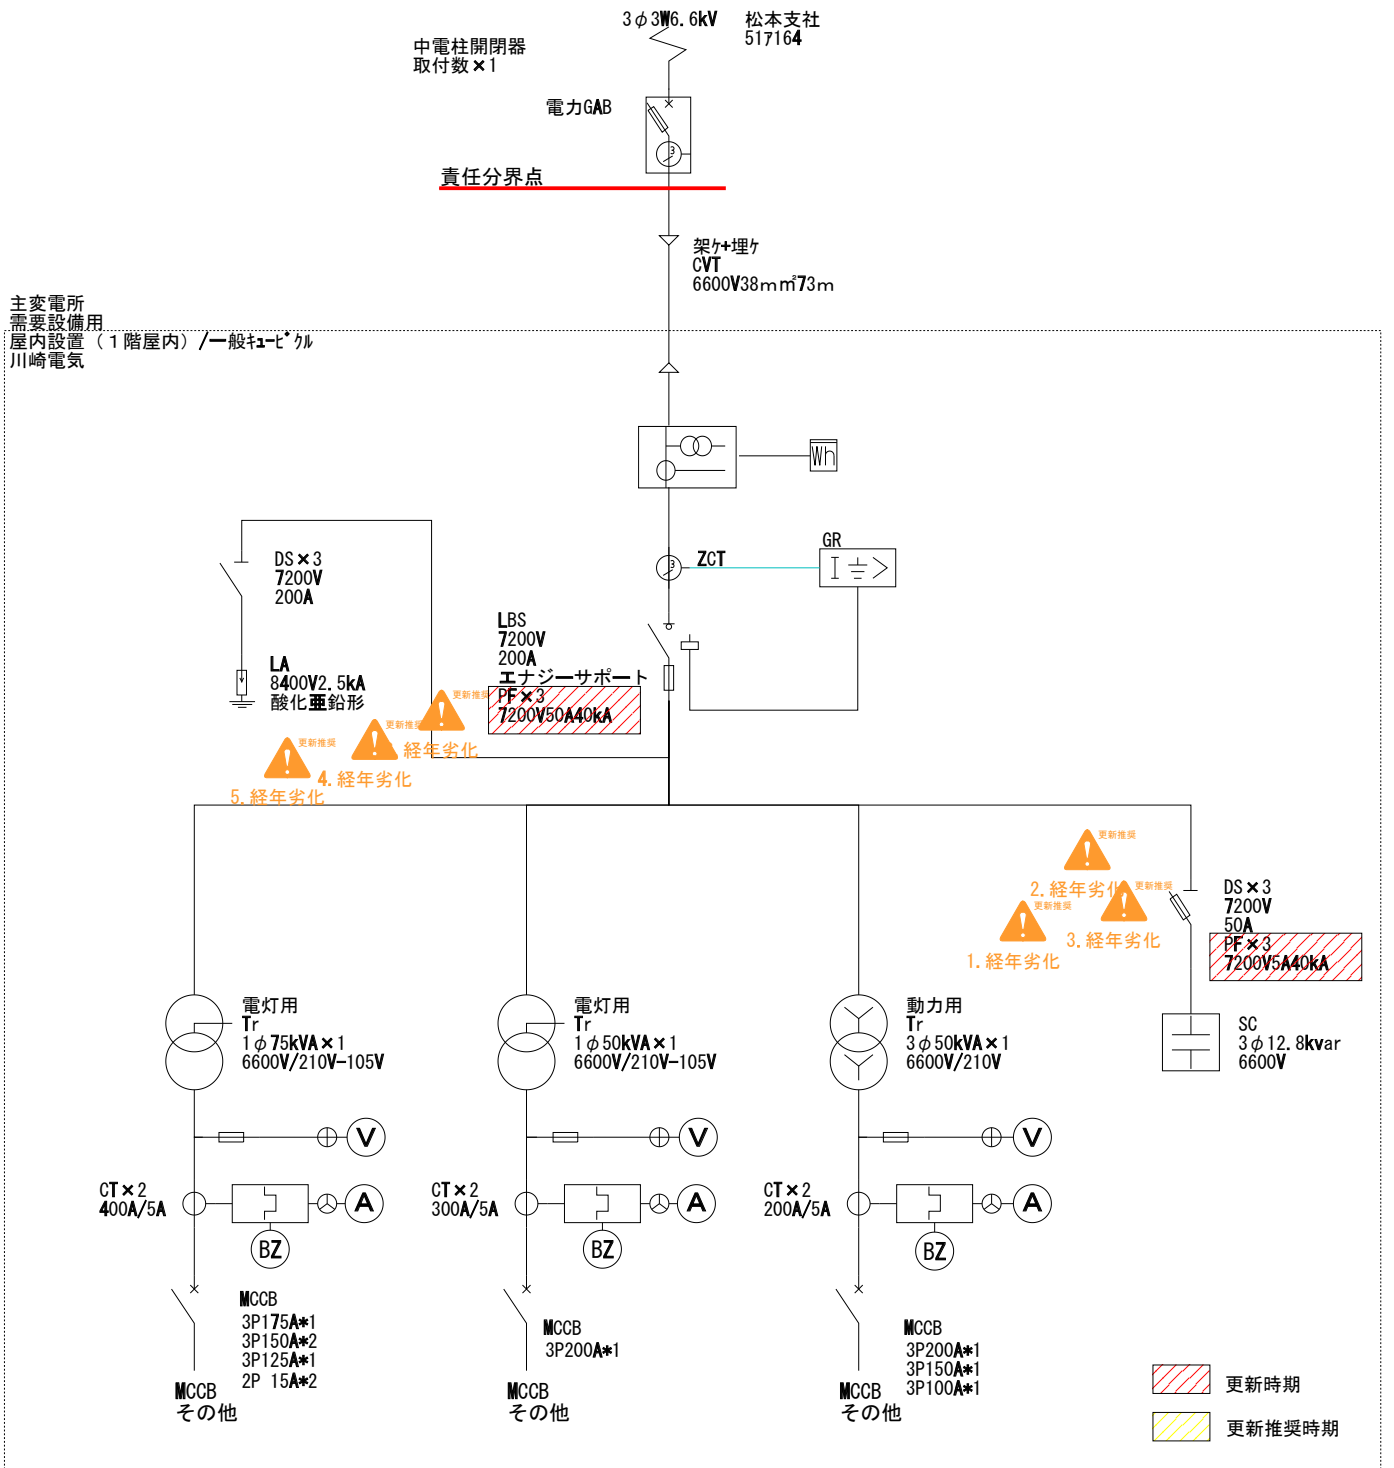 3φ3W6.6kV
松本支社
517164
中電柱開閉器
取付数×1
電力GAB
3
責任分界点
架ケ+埋ケ
CVT
6600V38mm㎡73m
主変電所
需要設備用
屋内設置（１階屋内）/一般キュービクル
川崎電気
Wh
ZCT
3
GR
I
DS×3
7200V
200A
LA
8400V2.5kA
酸化亜鉛形
LBS
7200V
200A
エナジーサポート
PF×3
7200V50A40kA
更新推奨
経年劣化
更新推奨
4.経年劣化
更新推奨
5.経年劣化
更新推奨
2.経年劣化
更新推奨
3.経年劣化
更新推奨
1.経年劣化
DS×3
7200V
50A
PF×3
7200V5A40kA
SC
3φ12.8kvar
6600V
電灯用
Tr
1φ75kVA×1
6600V/210V-105V
V
CT×2
400A/5A
A
BZ
MCCB
3P175A*1
3P150A*2
3P125A*1
2P 15A*2
MCCB
その他
電灯用
Tr
1φ50kVA×1
6600V/210V-105V
V
CT×2
300A/5A
A
BZ
MCCB
3P200A*1
MCCB
その他
動力用
Tr
3φ50kVA×1
6600V/210V
V
CT×2
200A/5A
A
BZ
MCCB
3P200A*1
3P150A*1
3P100A*1
MCCB
その他
更新時期
更新推奨時期